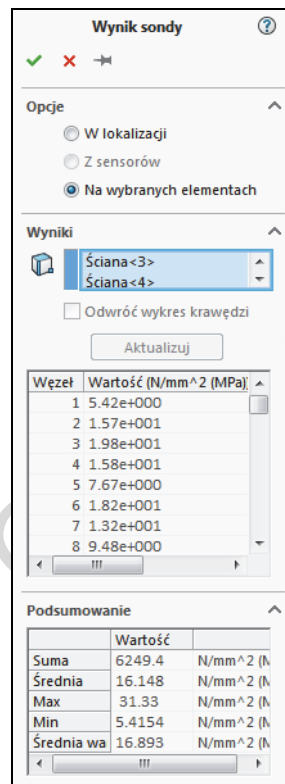 Wynik sondy
Opcje
W lokalizacji
Z sensorów
Na wybranych elementach
Wyniki
Ściana<3>
Ściana<4>
Odwróć wykres krawędzi
Aktualizuj
Węzeł Wartość (N/mm^2 (MPa)
1 5.42e+000
2 1.57e+001
3 1.98e+001
4 1.58e+001
5 7.67e+000
6 1.82e+001
7 1.32e+001
8 9.48e+000
Podsumowanie
Wartość
Suma 6249.4 N/mm^2 (M
Średnia 16.148 N/mm^2 (M
Max 31.33 N/mm^2 (M
Min 5.4154 N/mm^2 (M
Średnia wa 16.893 N/mm^2 (M